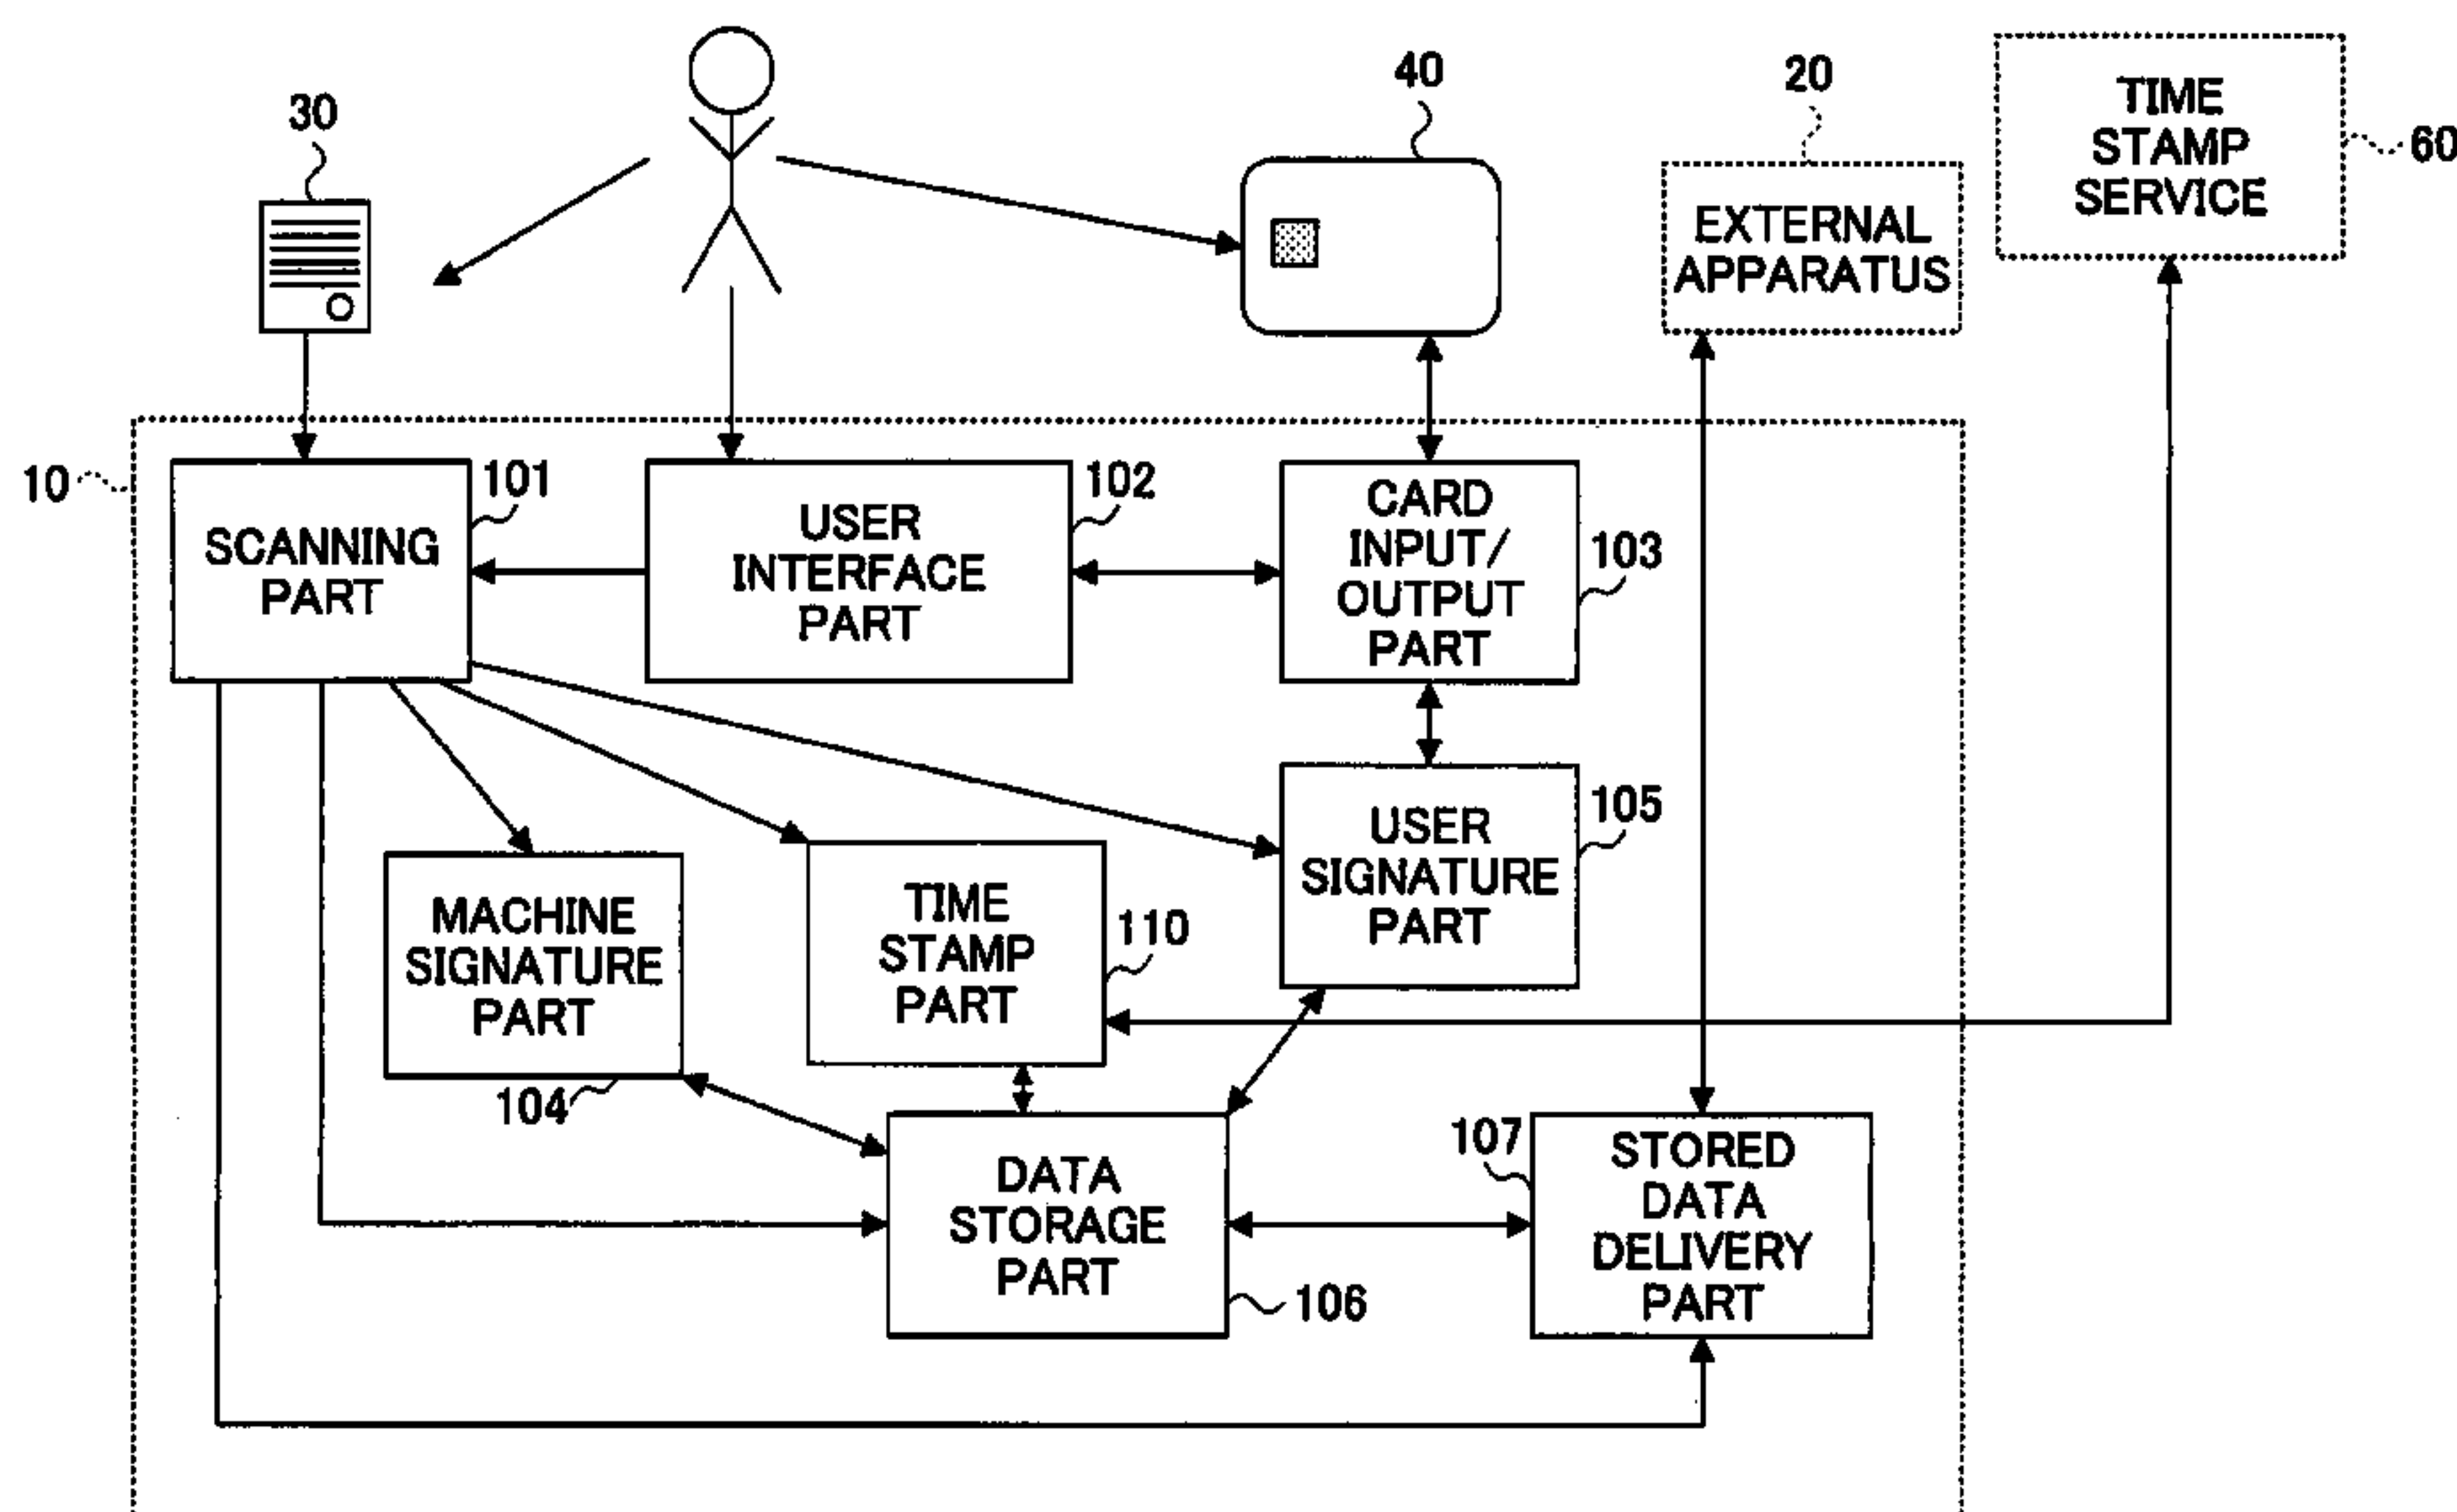 30
40
20
TIME
STAMP
SERVICE
60
EXTERNAL
APPARATUS
10
SCANNING
PART
101
USER
INTERFACE
PART
102
CARD
INPUT/
OUTPUT
PART
103
MACHINE
SIGNATURE
PART
104
TIME
STAMP
PART
110
USER
SIGNATURE
PART
105
DATA
STORAGE
PART
106
107
STORED
DATA
DELIVERY
PART